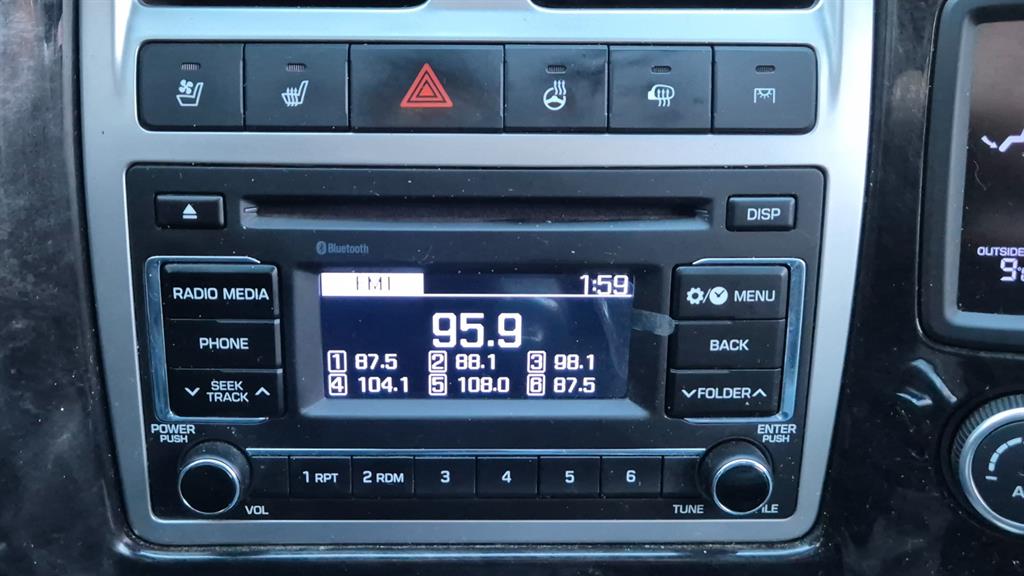 DISP
Bluetooth
FM1 1:59
RADIO MEDIA
MENU
95.9
PHONE
BACK
1 87.5 2 88.1 3 98.1
4 104.1 5 108.0 6 87.5
SEEK
TRACK
FOLDER
POWER
PUSH
ENTER
PUSH
1 RPT 2 RDM 3 4 5 6
VOL
TUNE
OUTSIDE